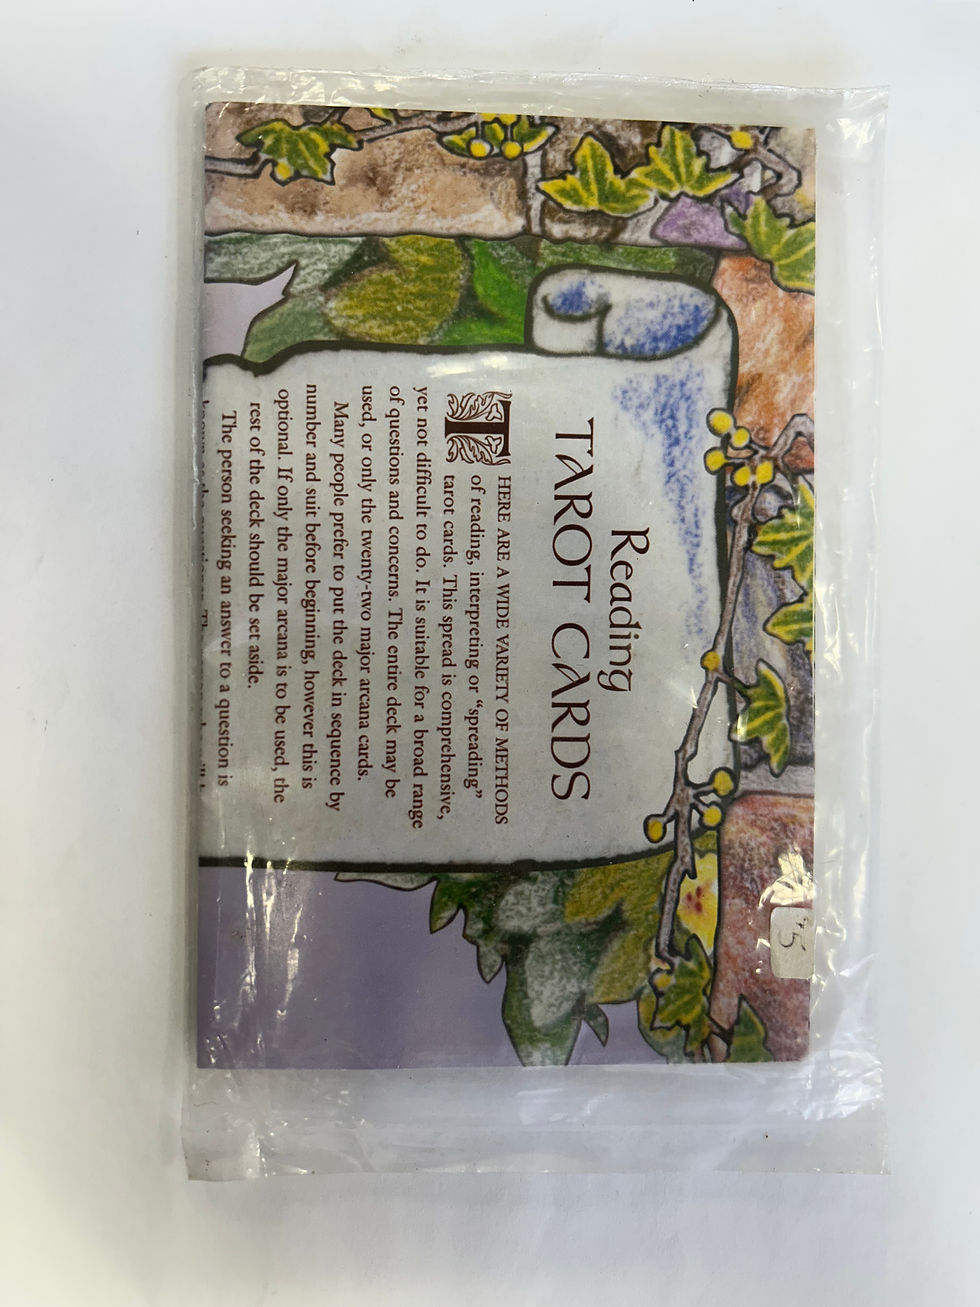 Reading
TAROT CARDS
THERE ARE A WIDE VARIETY OF METHODS
of reading, interpreting or “spreading”
tarot cards. This spread is comprehensive,
yet not difficult to do. It is suitable for a broad range
of questions and concerns. The entire deck may be
used, or only the twenty-two major arcana cards.
Many people prefer to put the deck in sequence by
number and suit before beginning, however this is
optional. If only the major arcana is to be used, the
rest of the deck should be set aside.
The person seeking an answer to a question is
5